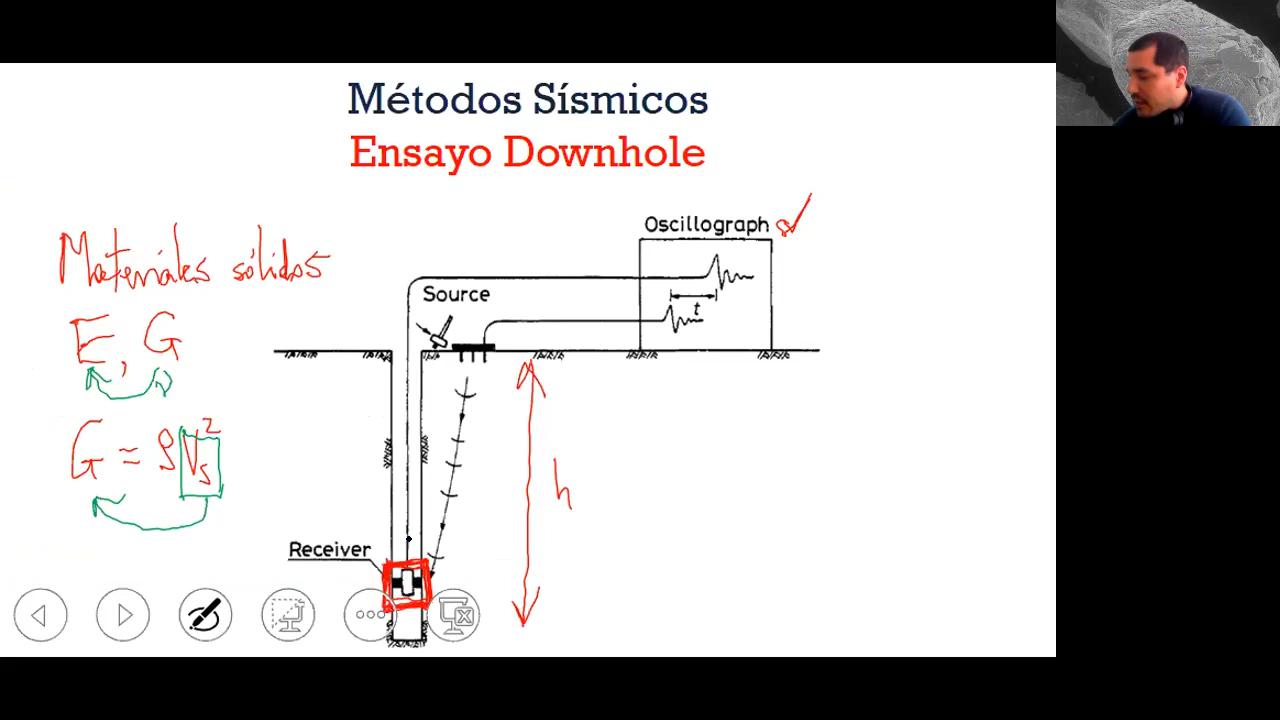 Métodos Sísmicos
Ensayo Downhole
Materiales sólidos
E, G
G = ρVs²
Oscillograph
Source
t
h
Receiver